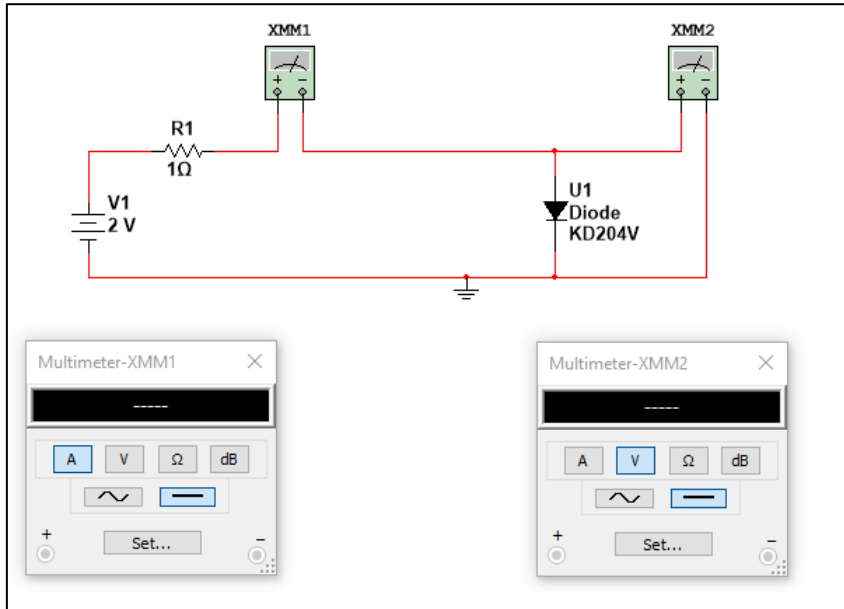 XMM1
XMM2
+ −
+ −
R1
1Ω
V1
2 V
U1
Diode
KD204V
Multimeter-XMM1
-----
A V Ω dB
+ −
Set...
Multimeter-XMM2
-----
A V Ω dB
+ −
Set...